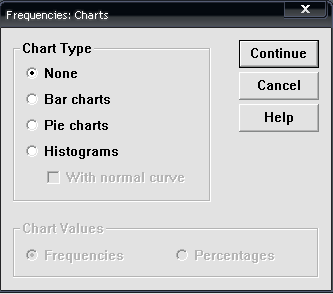 Frequencies: Charts
Chart Type
None
Bar charts
Pie charts
Histograms
With normal curve
Continue
Cancel
Help
Chart Values
Frequencies Percentages